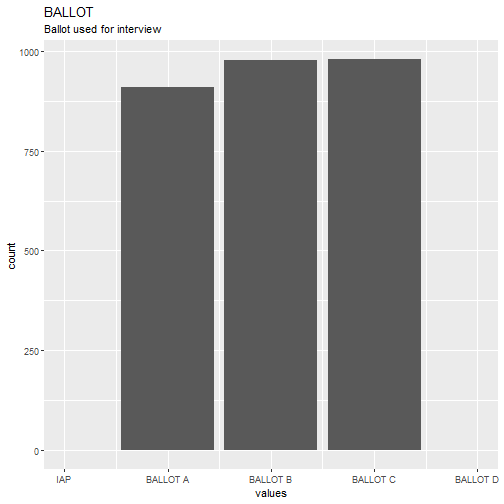 BALLOT
Ballot used for interview
1000
750
500
250
0
count
IAP BALLOT A BALLOT B BALLOT C BALLOT D
values